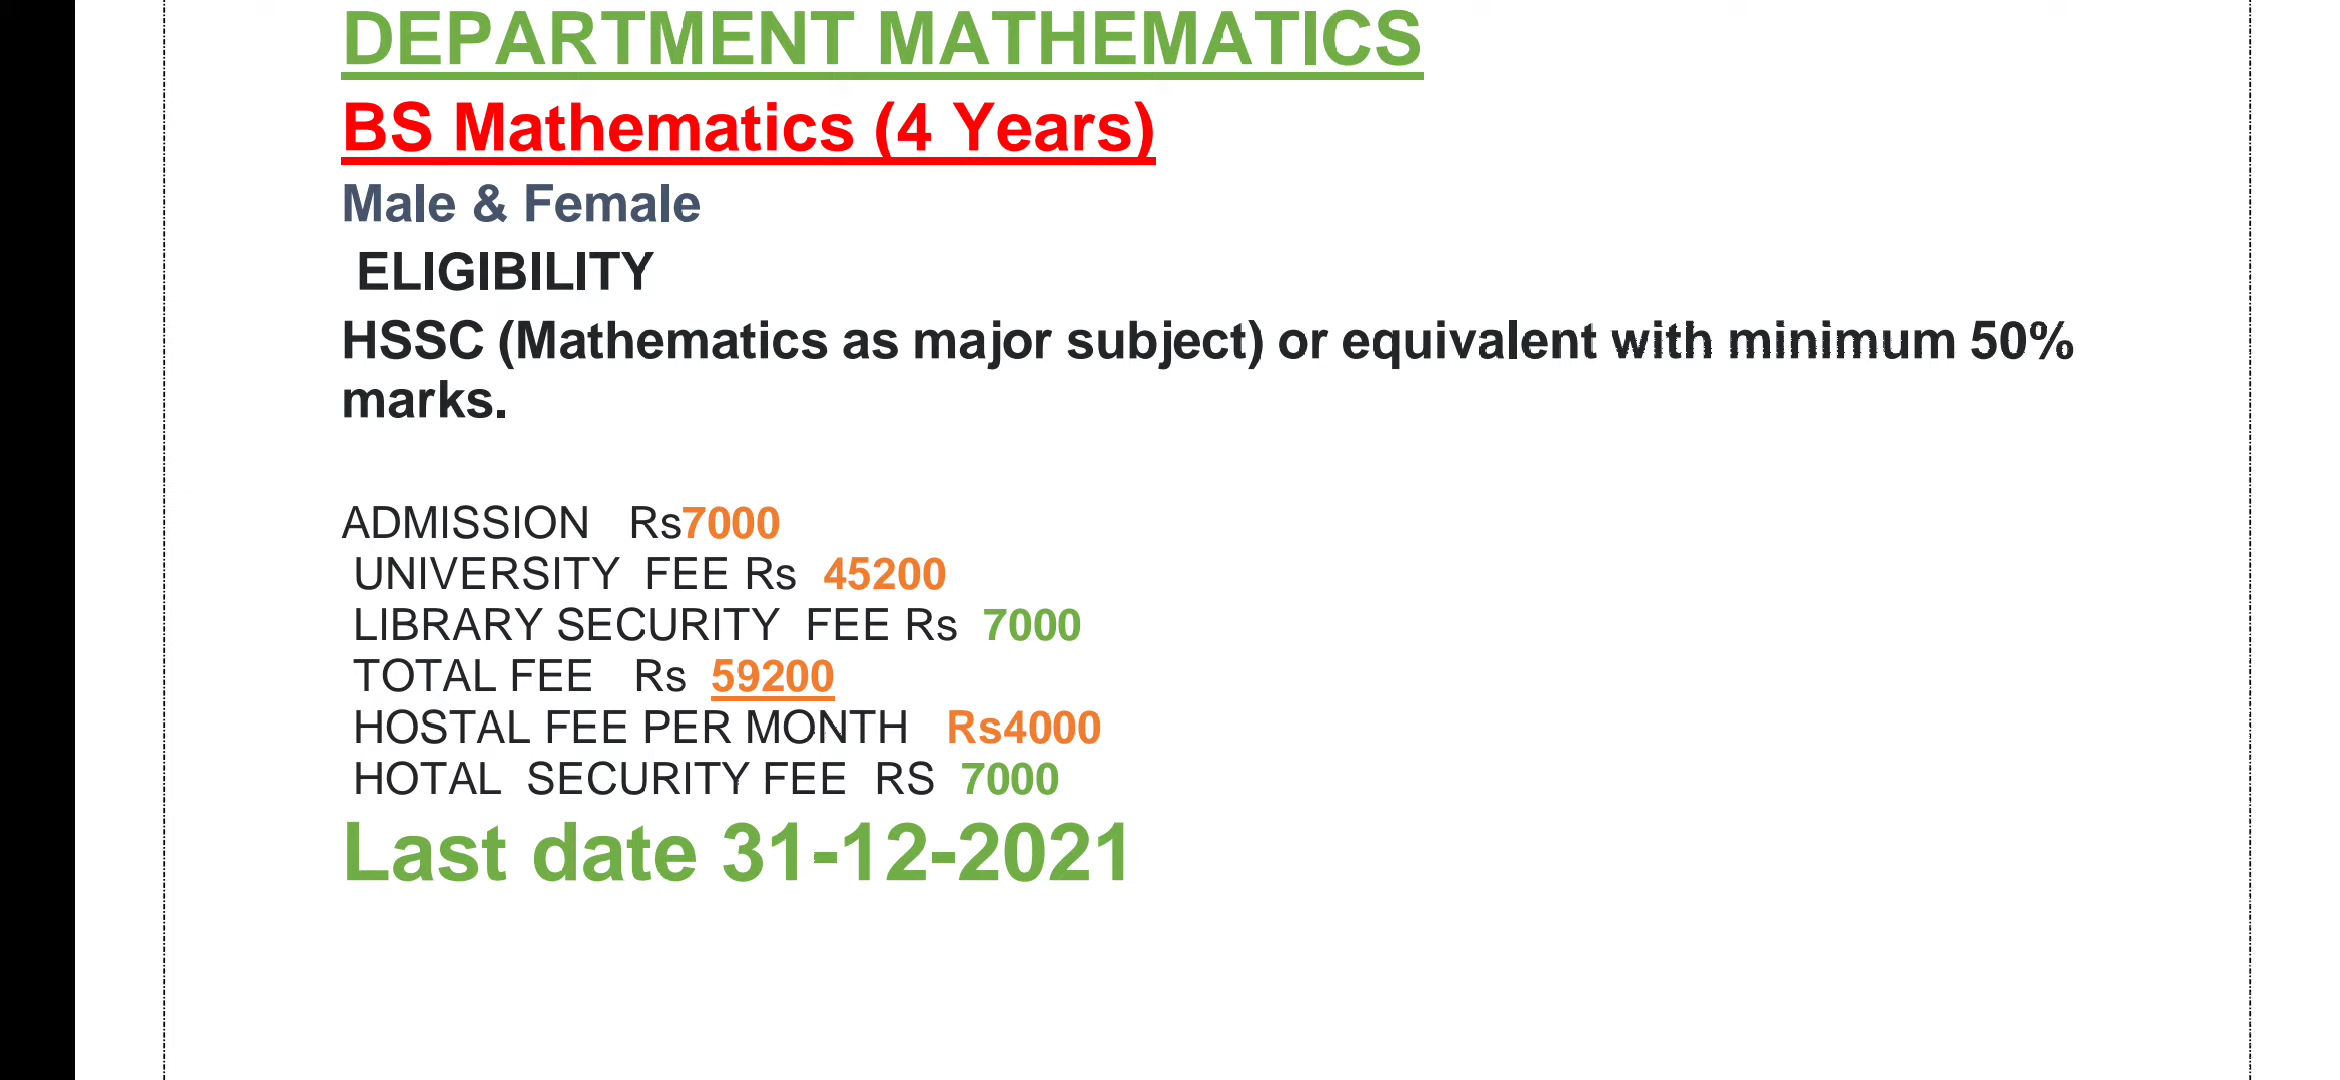 DEPARTMENT MATHEMATICS
BS Mathematics (4 Years)
Male & Female
ELIGIBILITY
HSSC (Mathematics as major subject) or equivalent with minimum 50%
marks.
ADMISSION Rs7000
UNIVERSITY FEE Rs 45200
LIBRARY SECURITY FEE Rs 7000
TOTAL FEE Rs 59200
HOSTAL FEE PER MONTH Rs4000
HOTAL SECURITY FEE RS 7000
Last date 31-12-2021